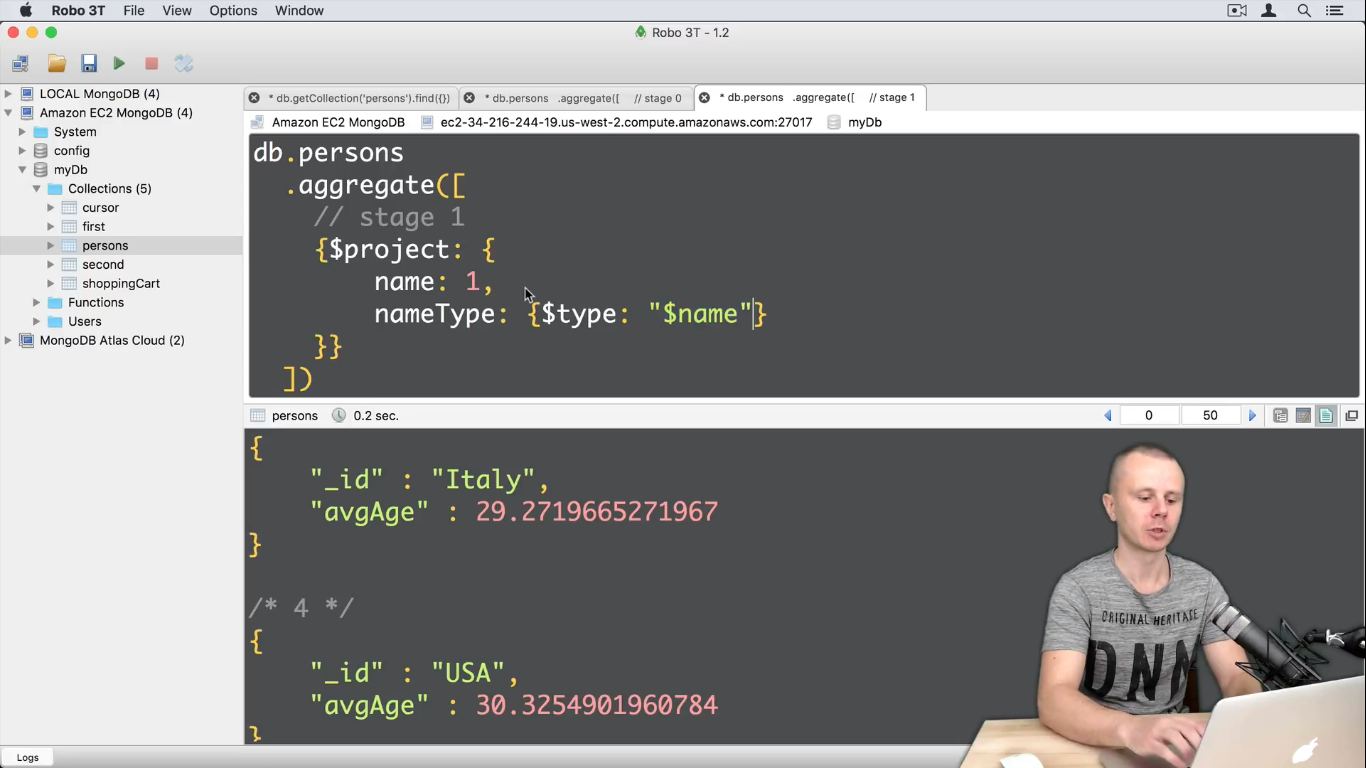 Robo 3T File View Options Window
Robo 3T - 1.2
LOCAL MongoDB (4)
Amazon EC2 MongoDB (4)
System
config
myDb
Collections (5)
cursor
first
persons
second
shoppingCart
Functions
Users
MongoDB Atlas Cloud (2)
* db.getCollection('persons').find({}) * db.persons .aggregate([ // stage 0 * db.persons .aggregate([ // stage 1
Amazon EC2 MongoDB ec2-34-216-244-19.us-west-2.compute.amazonaws.com:27017 myDb
db.persons
.aggregate([
// stage 1
{$project: {
name: 1,
nameType: {$type: "$name"}
}}
])
persons 0.2 sec. 0 50
{
"_id" : "Italy",
"avgAge" : 29.2719665271967
}
/* 4 */
{
"_id" : "USA",
"avgAge" : 30.3254901960784
}
Logs
ORIGINAL HERITAGE
DNN